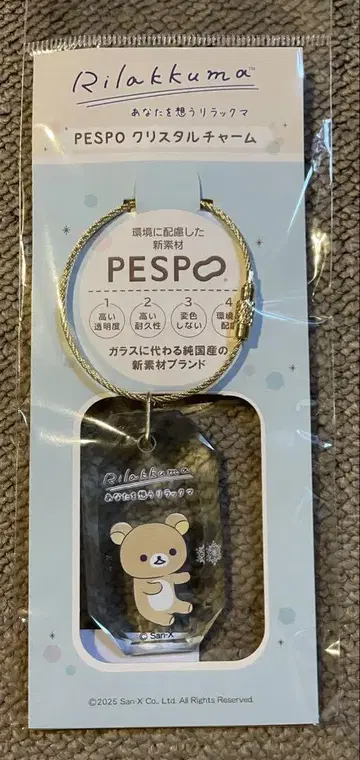 Rilakkuma™
あなたを想うリラックマ
PESPO クリスタルチャーム
環境に配慮した
新素材
PESPO®
1 2 3 4
高い 高い 変色 環境
透明度 耐久性 しない 配
ガラスに代わる純国産の
新素材ブランド
Rilakkuma
あなたを想うリラックマ
© San-X
©2025 San-X Co., Ltd. All Rights Reserved.